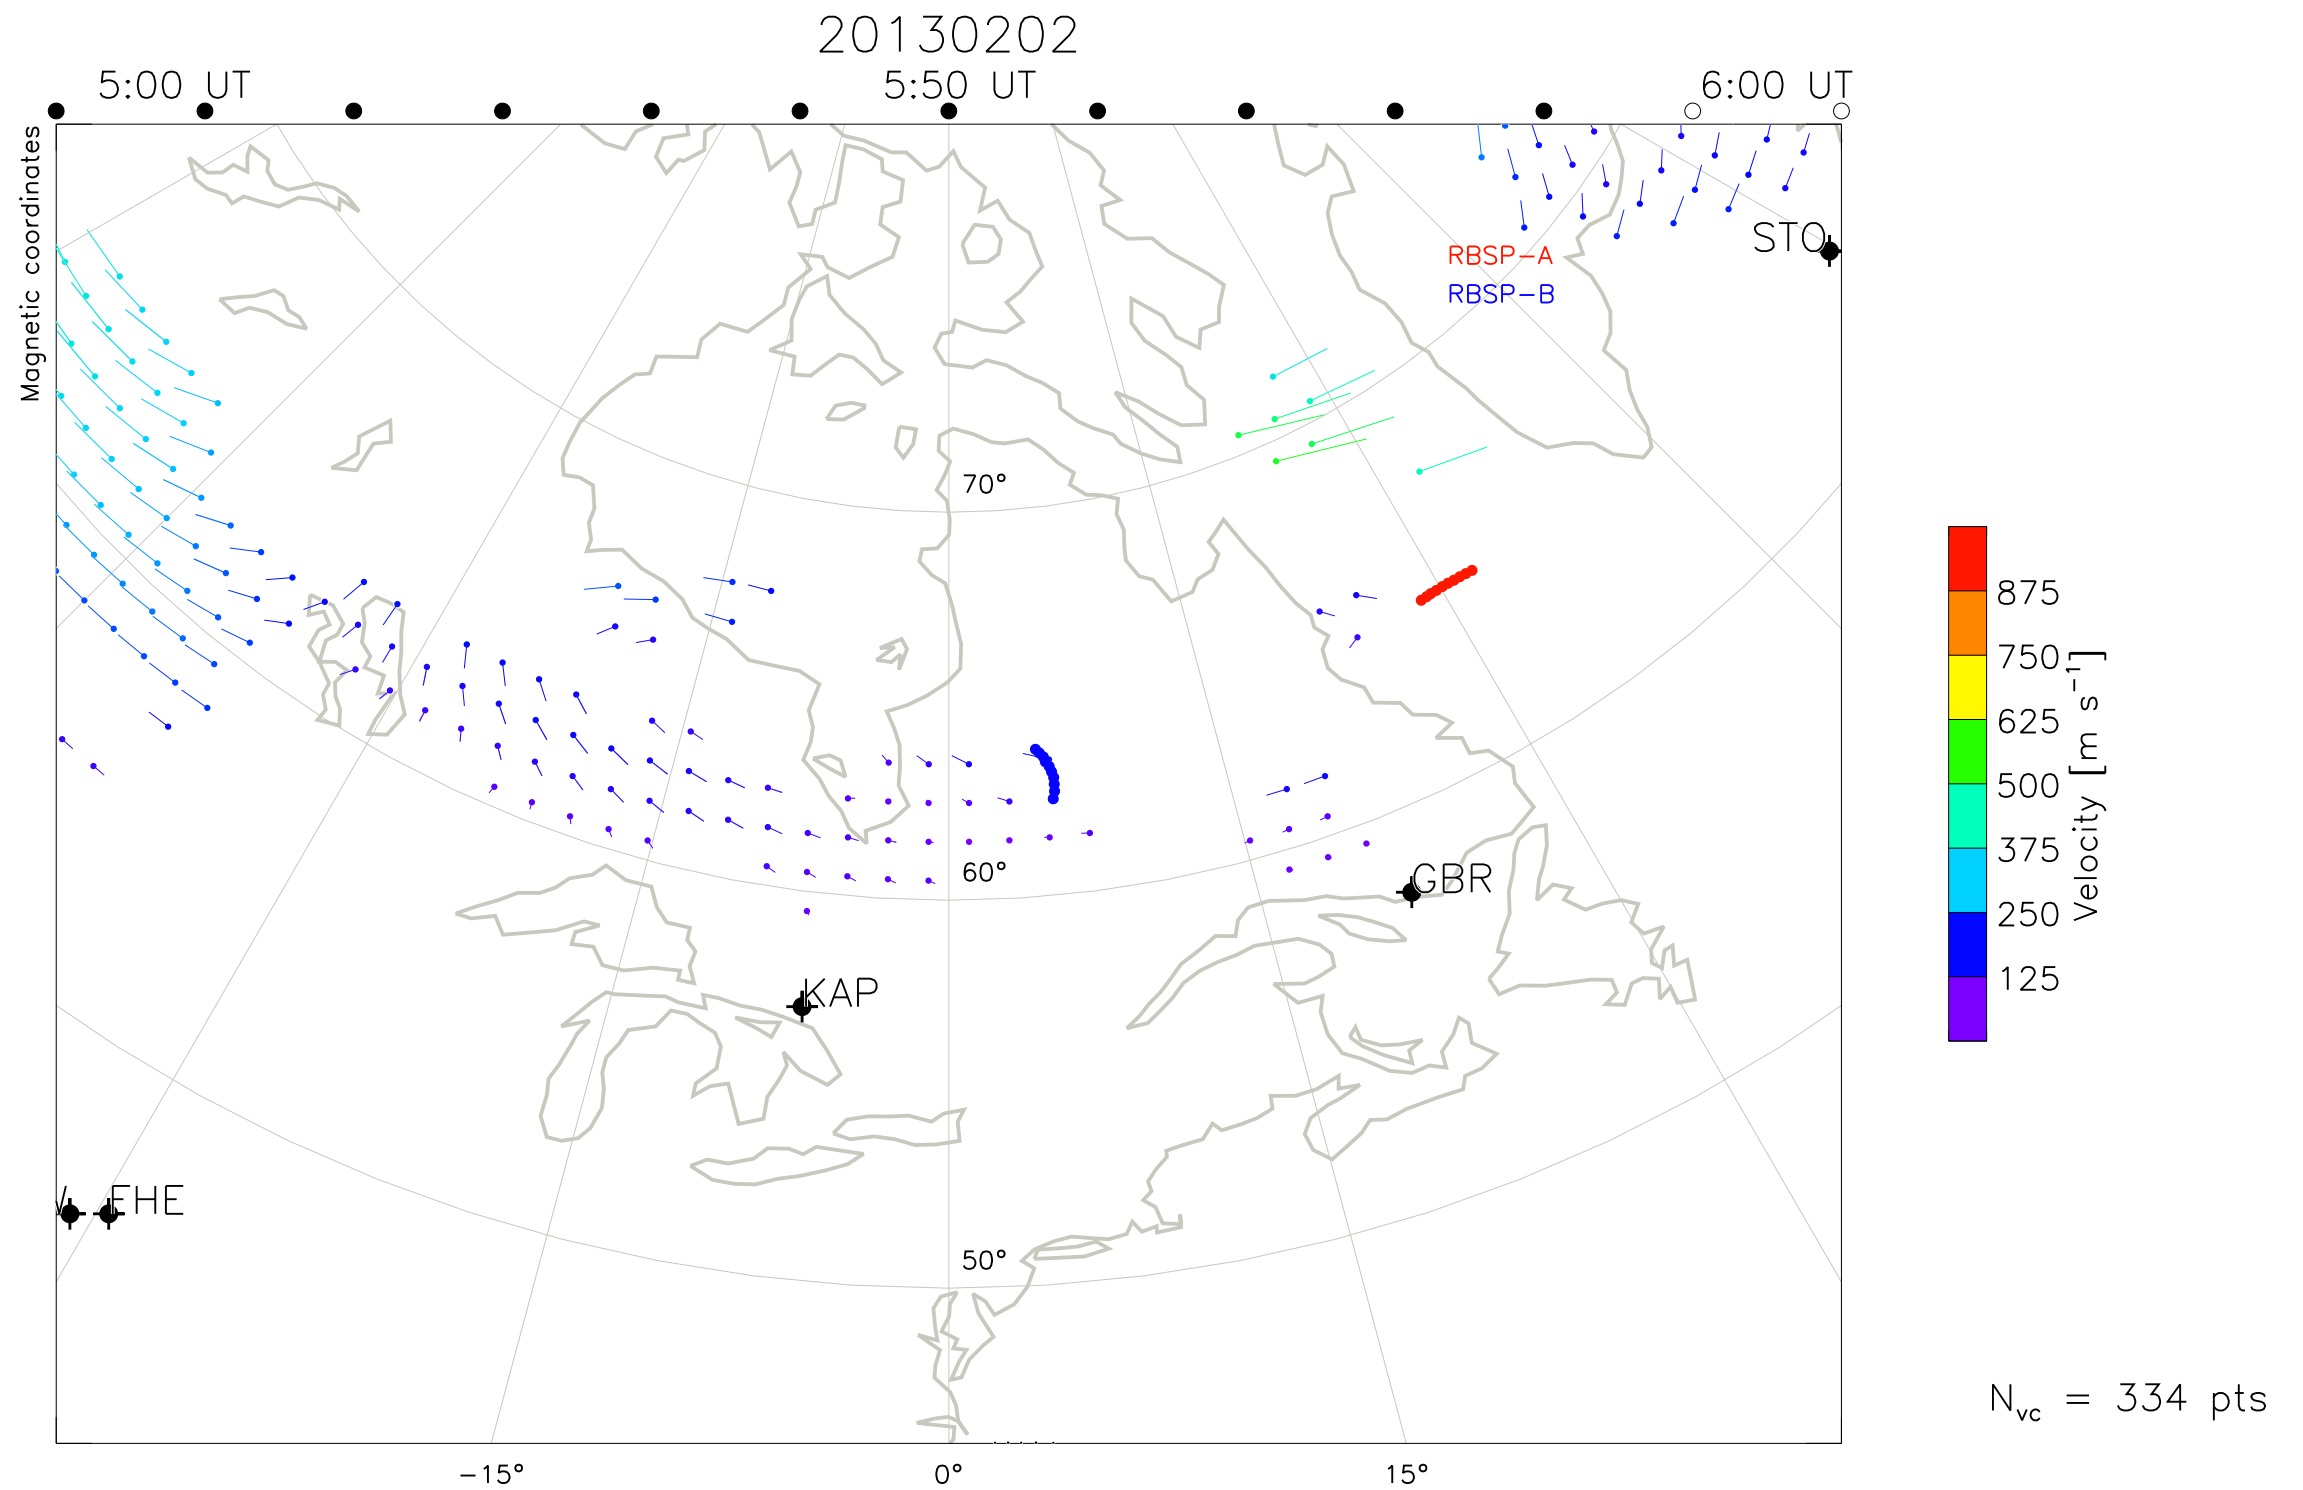 20130202
5:00 UT 5:50 UT 6:00 UT
Magnetic coordinates
STO
RBSP-A
RBSP-B
70°
60°
GBR
KAP
FHE
50°
-15° 0° 15°
875
750
625
500
375
250
125
Velocity [m s⁻¹]
Nvc = 334 pts